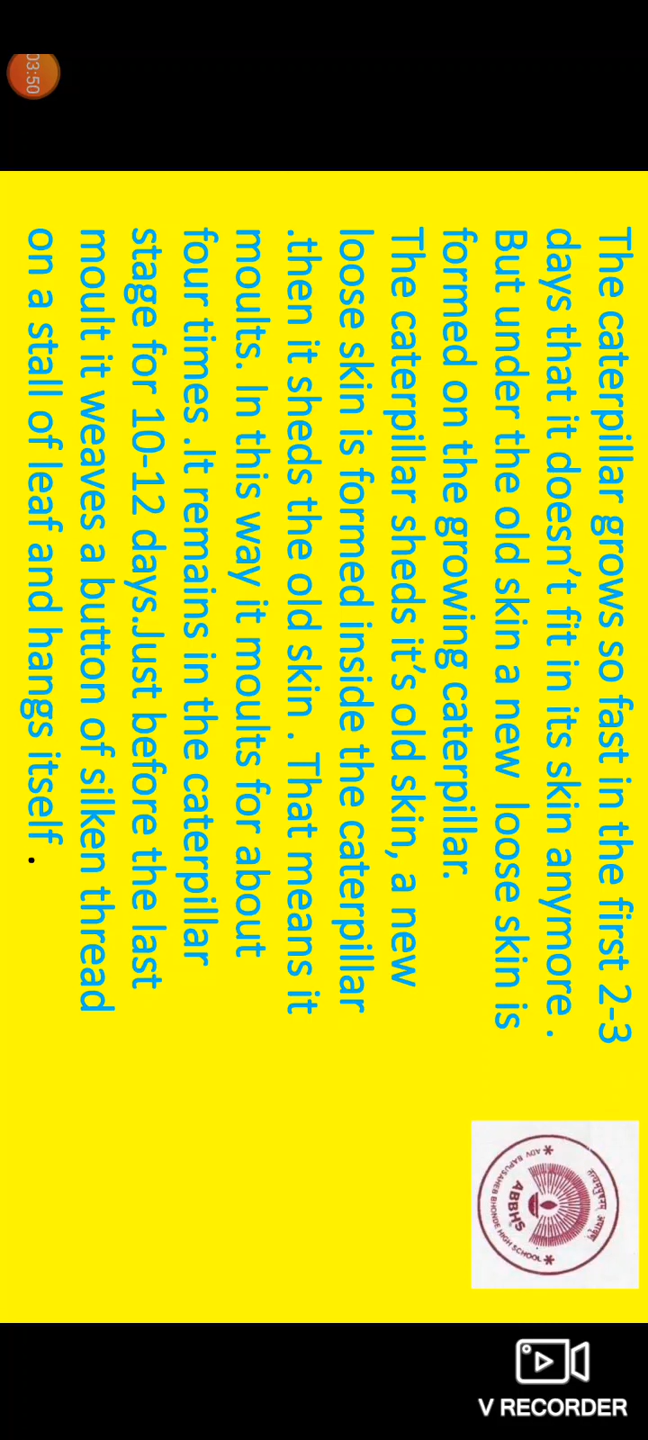 The caterpillar grows so fast in the first 2-3
days that it doesn’t fit in its skin anymore .
But under the old skin a new loose skin is
formed on the growing caterpillar.
The caterpillar sheds it’s old skin, a new
loose skin is formed inside the caterpillar
.then it sheds the old skin . That means it
moults. In this way it moults for about
four times .It remains in the caterpillar
stage for 10-12 days.Just before the last
moult it weaves a button of silken thread
on a stall of leaf and hangs itself .
ABBHS
ADV BAPUSAHEB BHONDE HIGH SCHOOL
03:50
V RECORDER